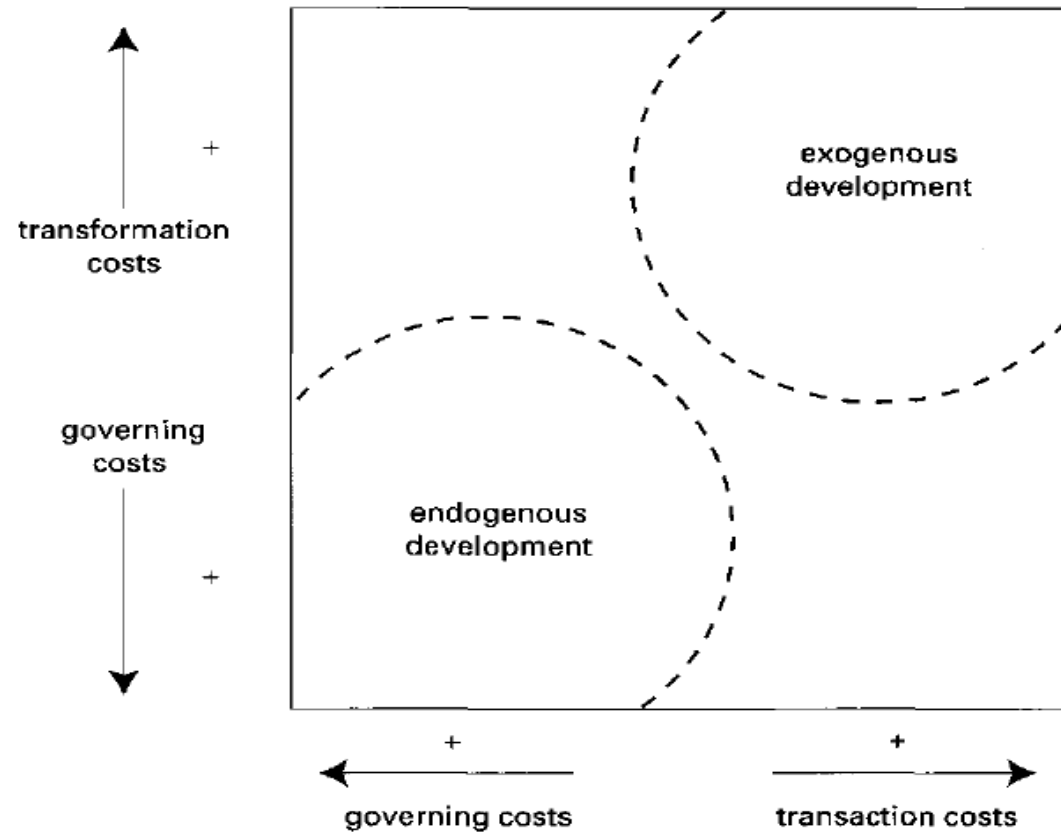 +
exogenous
development
transformation
costs
governing
costs
endogenous
development
+
+ +
governing costs transaction costs